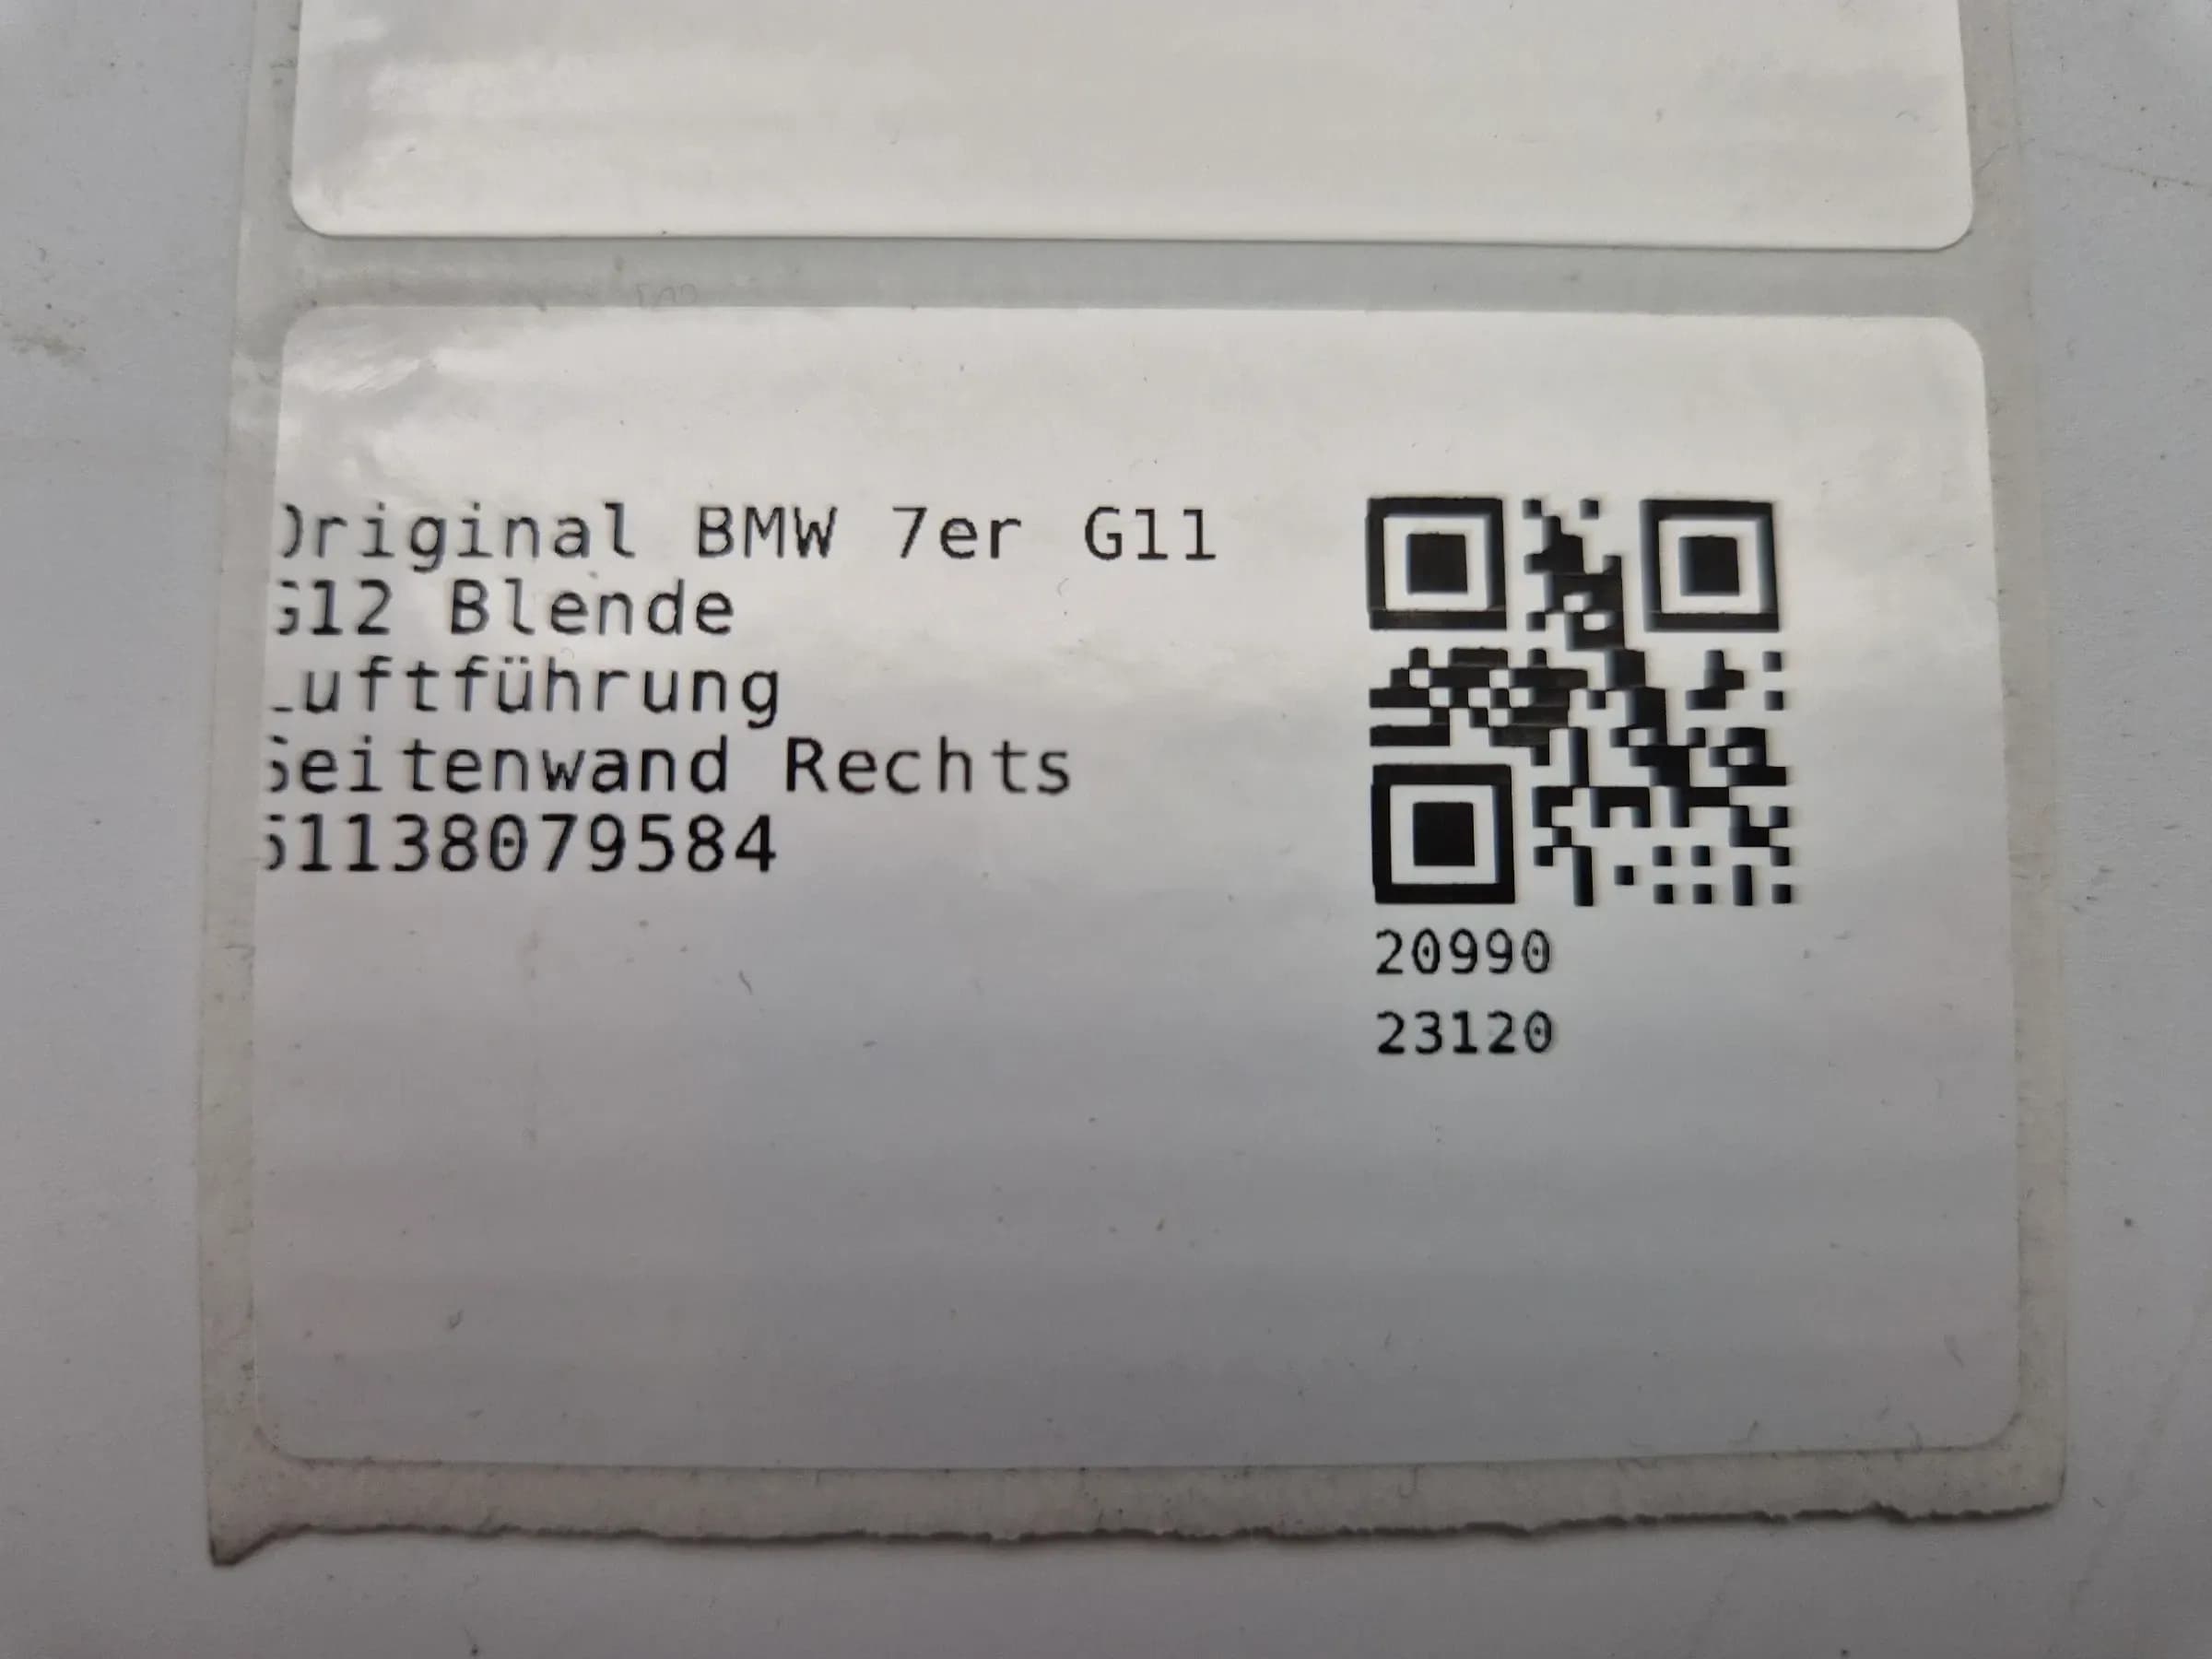 Original BMW 7er G11
G12 Blende
Luftführung
Seitenwand Rechts
51138079584
20990
23120